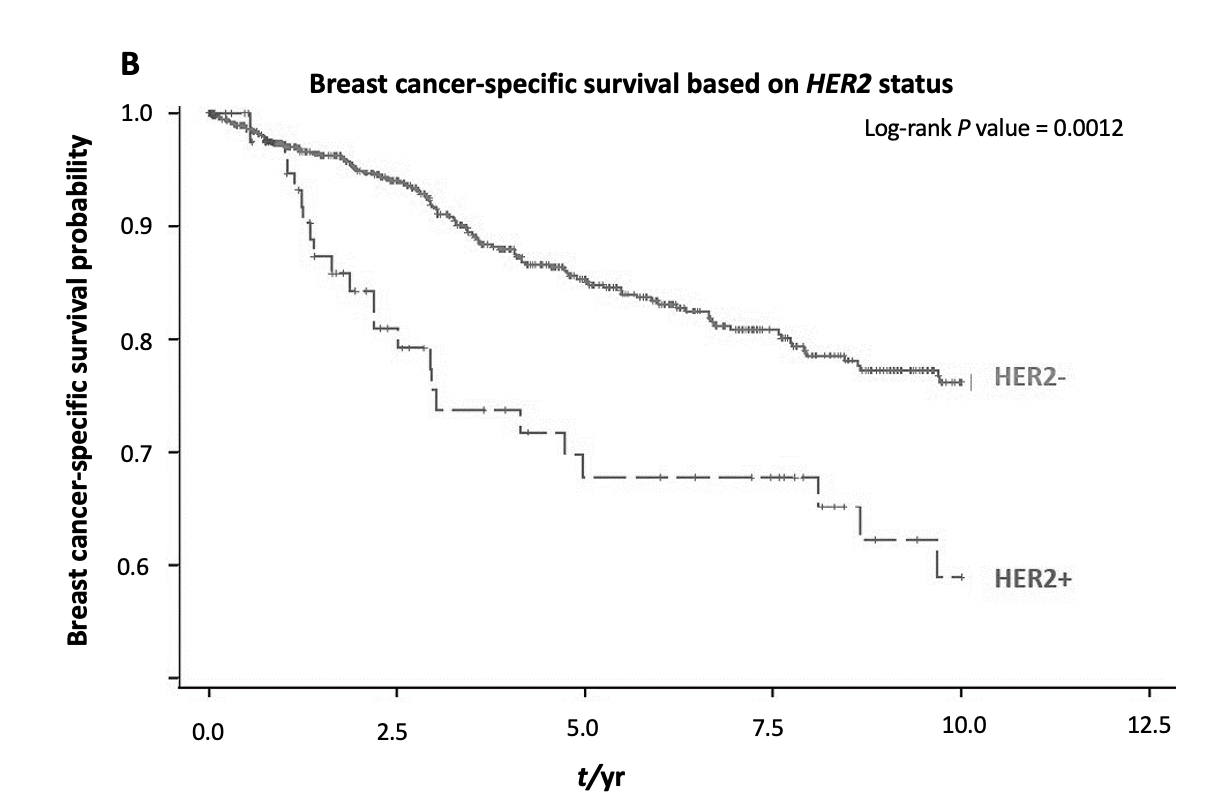 B
Breast cancer-specific survival based on HER2 status
Log-rank P value = 0.0012
Breast cancer-specific survival probability
1.0
0.9
0.8
0.7
0.6
HER2-
HER2+
0.0 2.5 5.0 7.5 10.0 12.5
t/yr